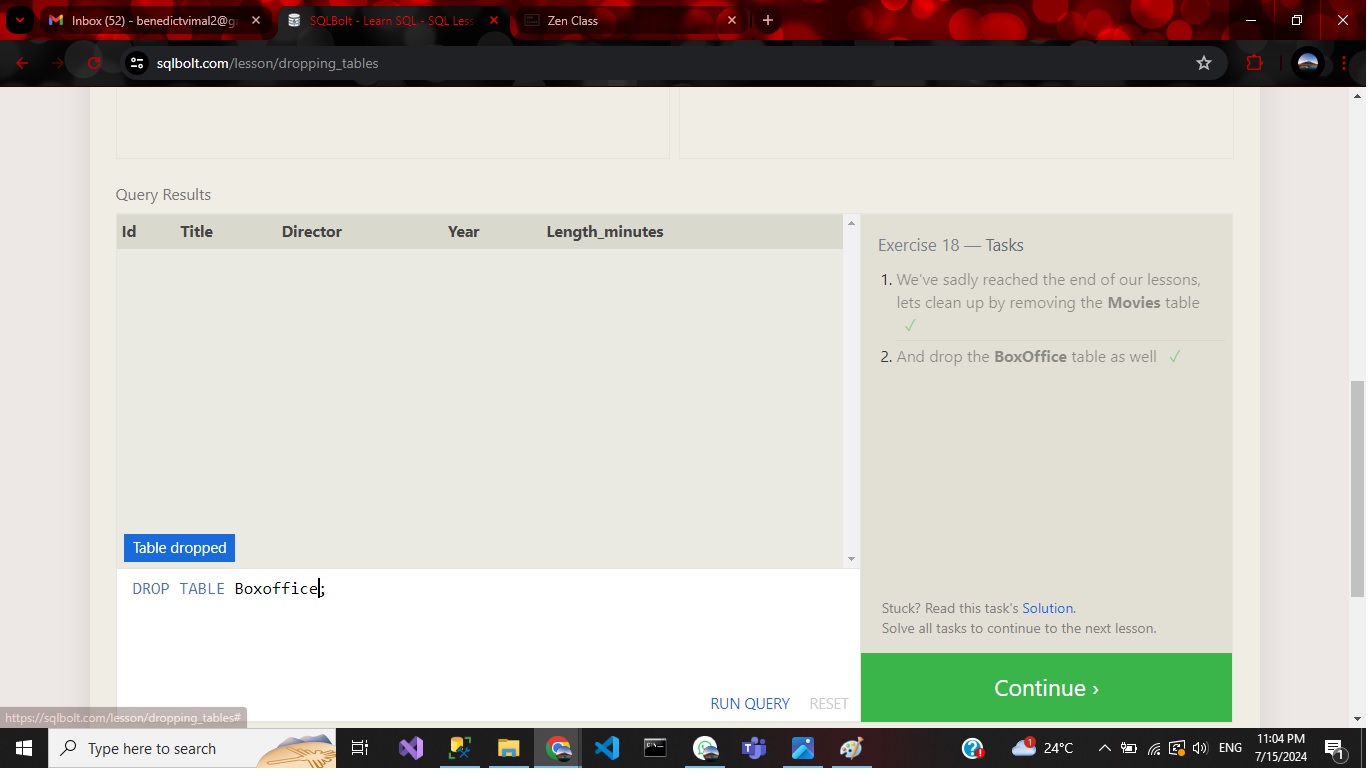 Inbox (52) - benedictvimal2@g
SQLBolt - Learn SQL - SQL Less
Zen Class
sqlbolt.com/lesson/dropping_tables
Query Results
Id Title Director Year Length_minutes
Exercise 18 — Tasks
1. We've sadly reached the end of our lessons,
lets clean up by removing the Movies table
✓
2. And drop the BoxOffice table as well ✓
Table dropped
DROP TABLE Boxoffice;
Stuck? Read this task's Solution.
Solve all tasks to continue to the next lesson.
RUN QUERY RESET
Continue ›
https://sqlbolt.com/lesson/dropping_tables#
Type here to search
24°C
ENG
11:04 PM
7/15/2024
1
1